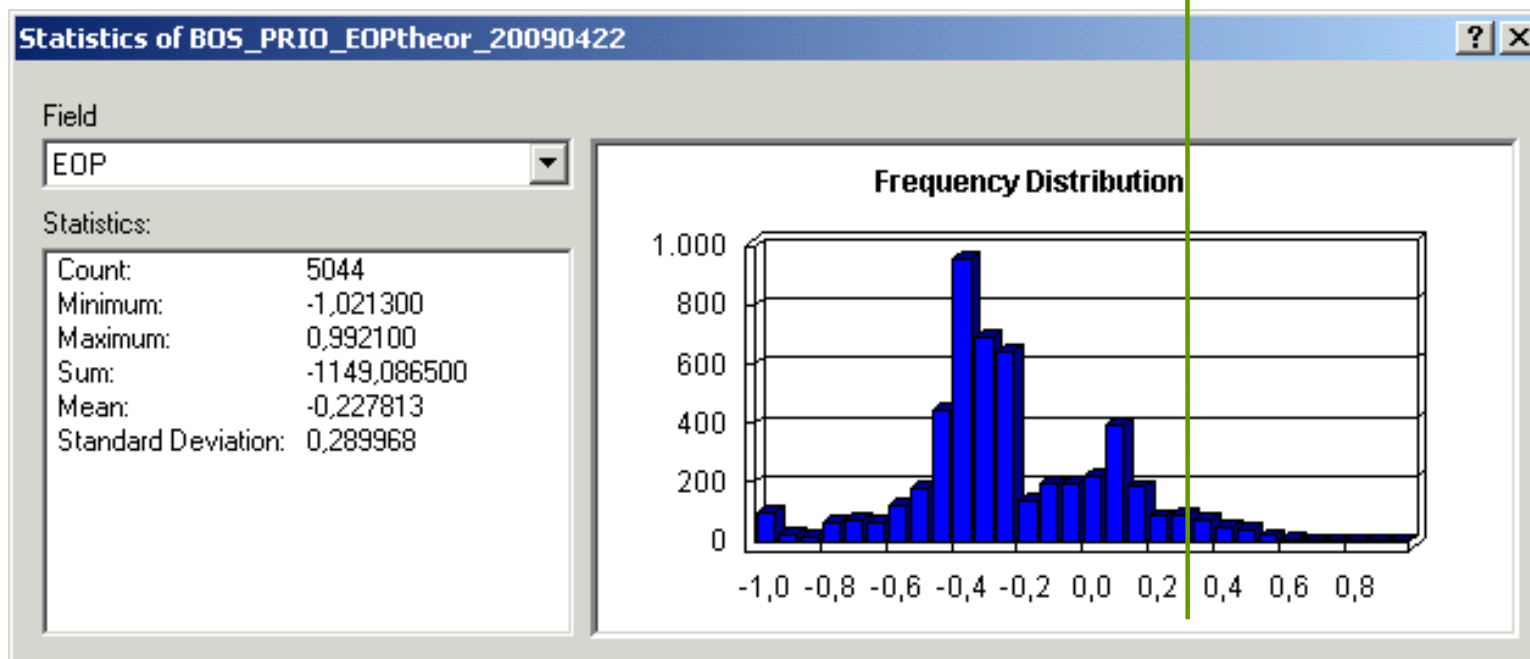 Statistics of BOS_PRIO_EOPtheor_20090422
Field
EOP
Statistics:
Count: 5044
Minimum: -1,021300
Maximum: 0,992100
Sum: -1149,086500
Mean: -0,227813
Standard Deviation: 0,289968
Frequency Distribution
1.000
800
600
400
200
0
-1,0 -0,8 -0,6 -0,4 -0,2 0,0 0,2 0,4 0,6 0,8